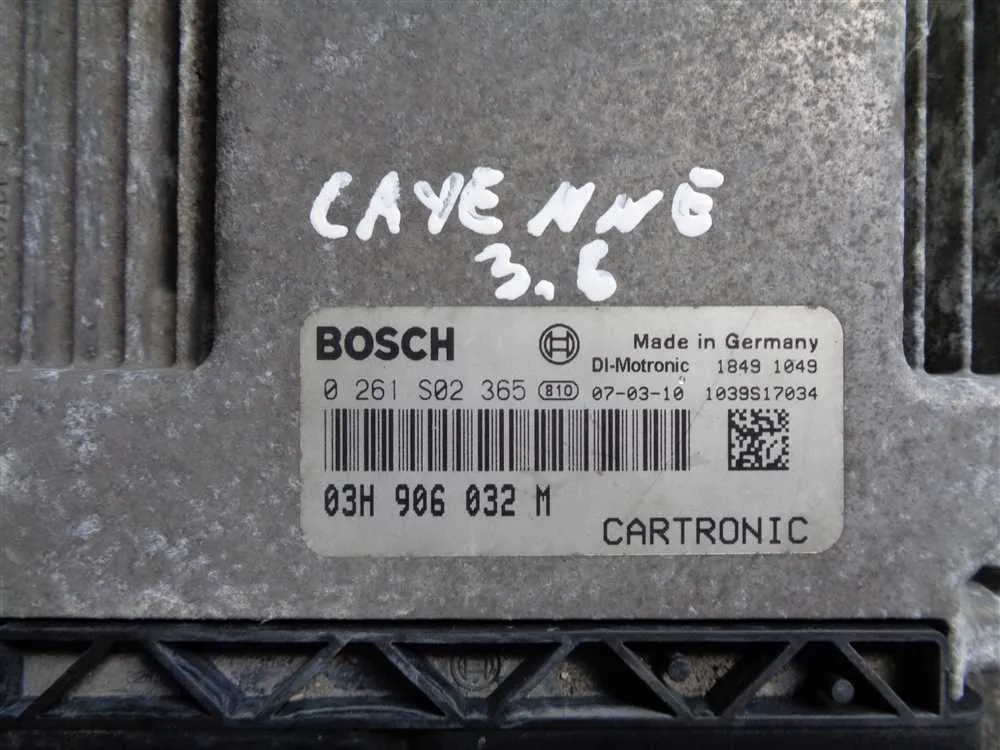 CAYENNE
3.6
BOSCH Made in Germany
DI-Motronic 1849 1049
0 261 S02 365 810 07-03-10 1039S17034
03H 906 032 M
CARTRONIC